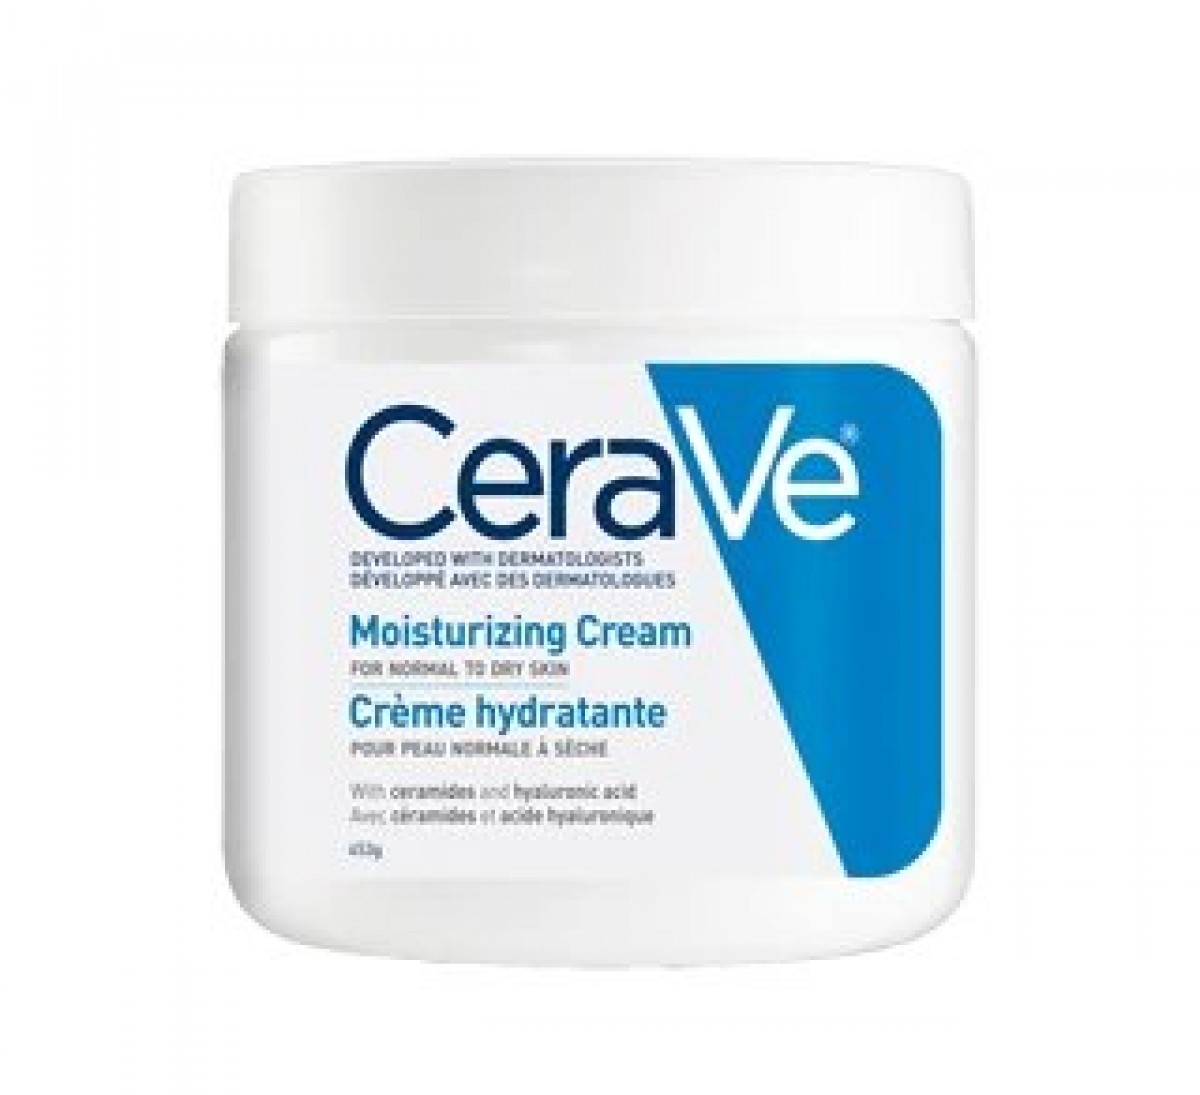 CeraVe®
DEVELOPED WITH DERMATOLOGISTS
DÉVELOPPÉ AVEC DES DERMATOLOGUES
Moisturizing Cream
FOR NORMAL TO DRY SKIN
Crème hydratante
POUR PEAU NORMALE À SÈCHE
With ceramides and hyaluronic acid
Avec céramides et acide hyaluronique
453g